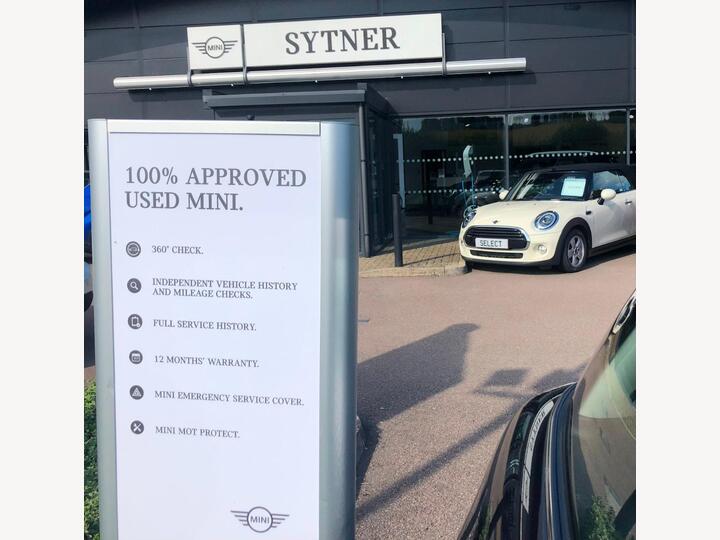 MINI
SYTNER
100% APPROVED
USED MINI.
360° CHECK.
INDEPENDENT VEHICLE HISTORY
AND MILEAGE CHECKS.
FULL SERVICE HISTORY.
12 MONTHS' WARRANTY.
MINI EMERGENCY SERVICE COVER.
MINI MOT PROTECT.
MINI
SELECT